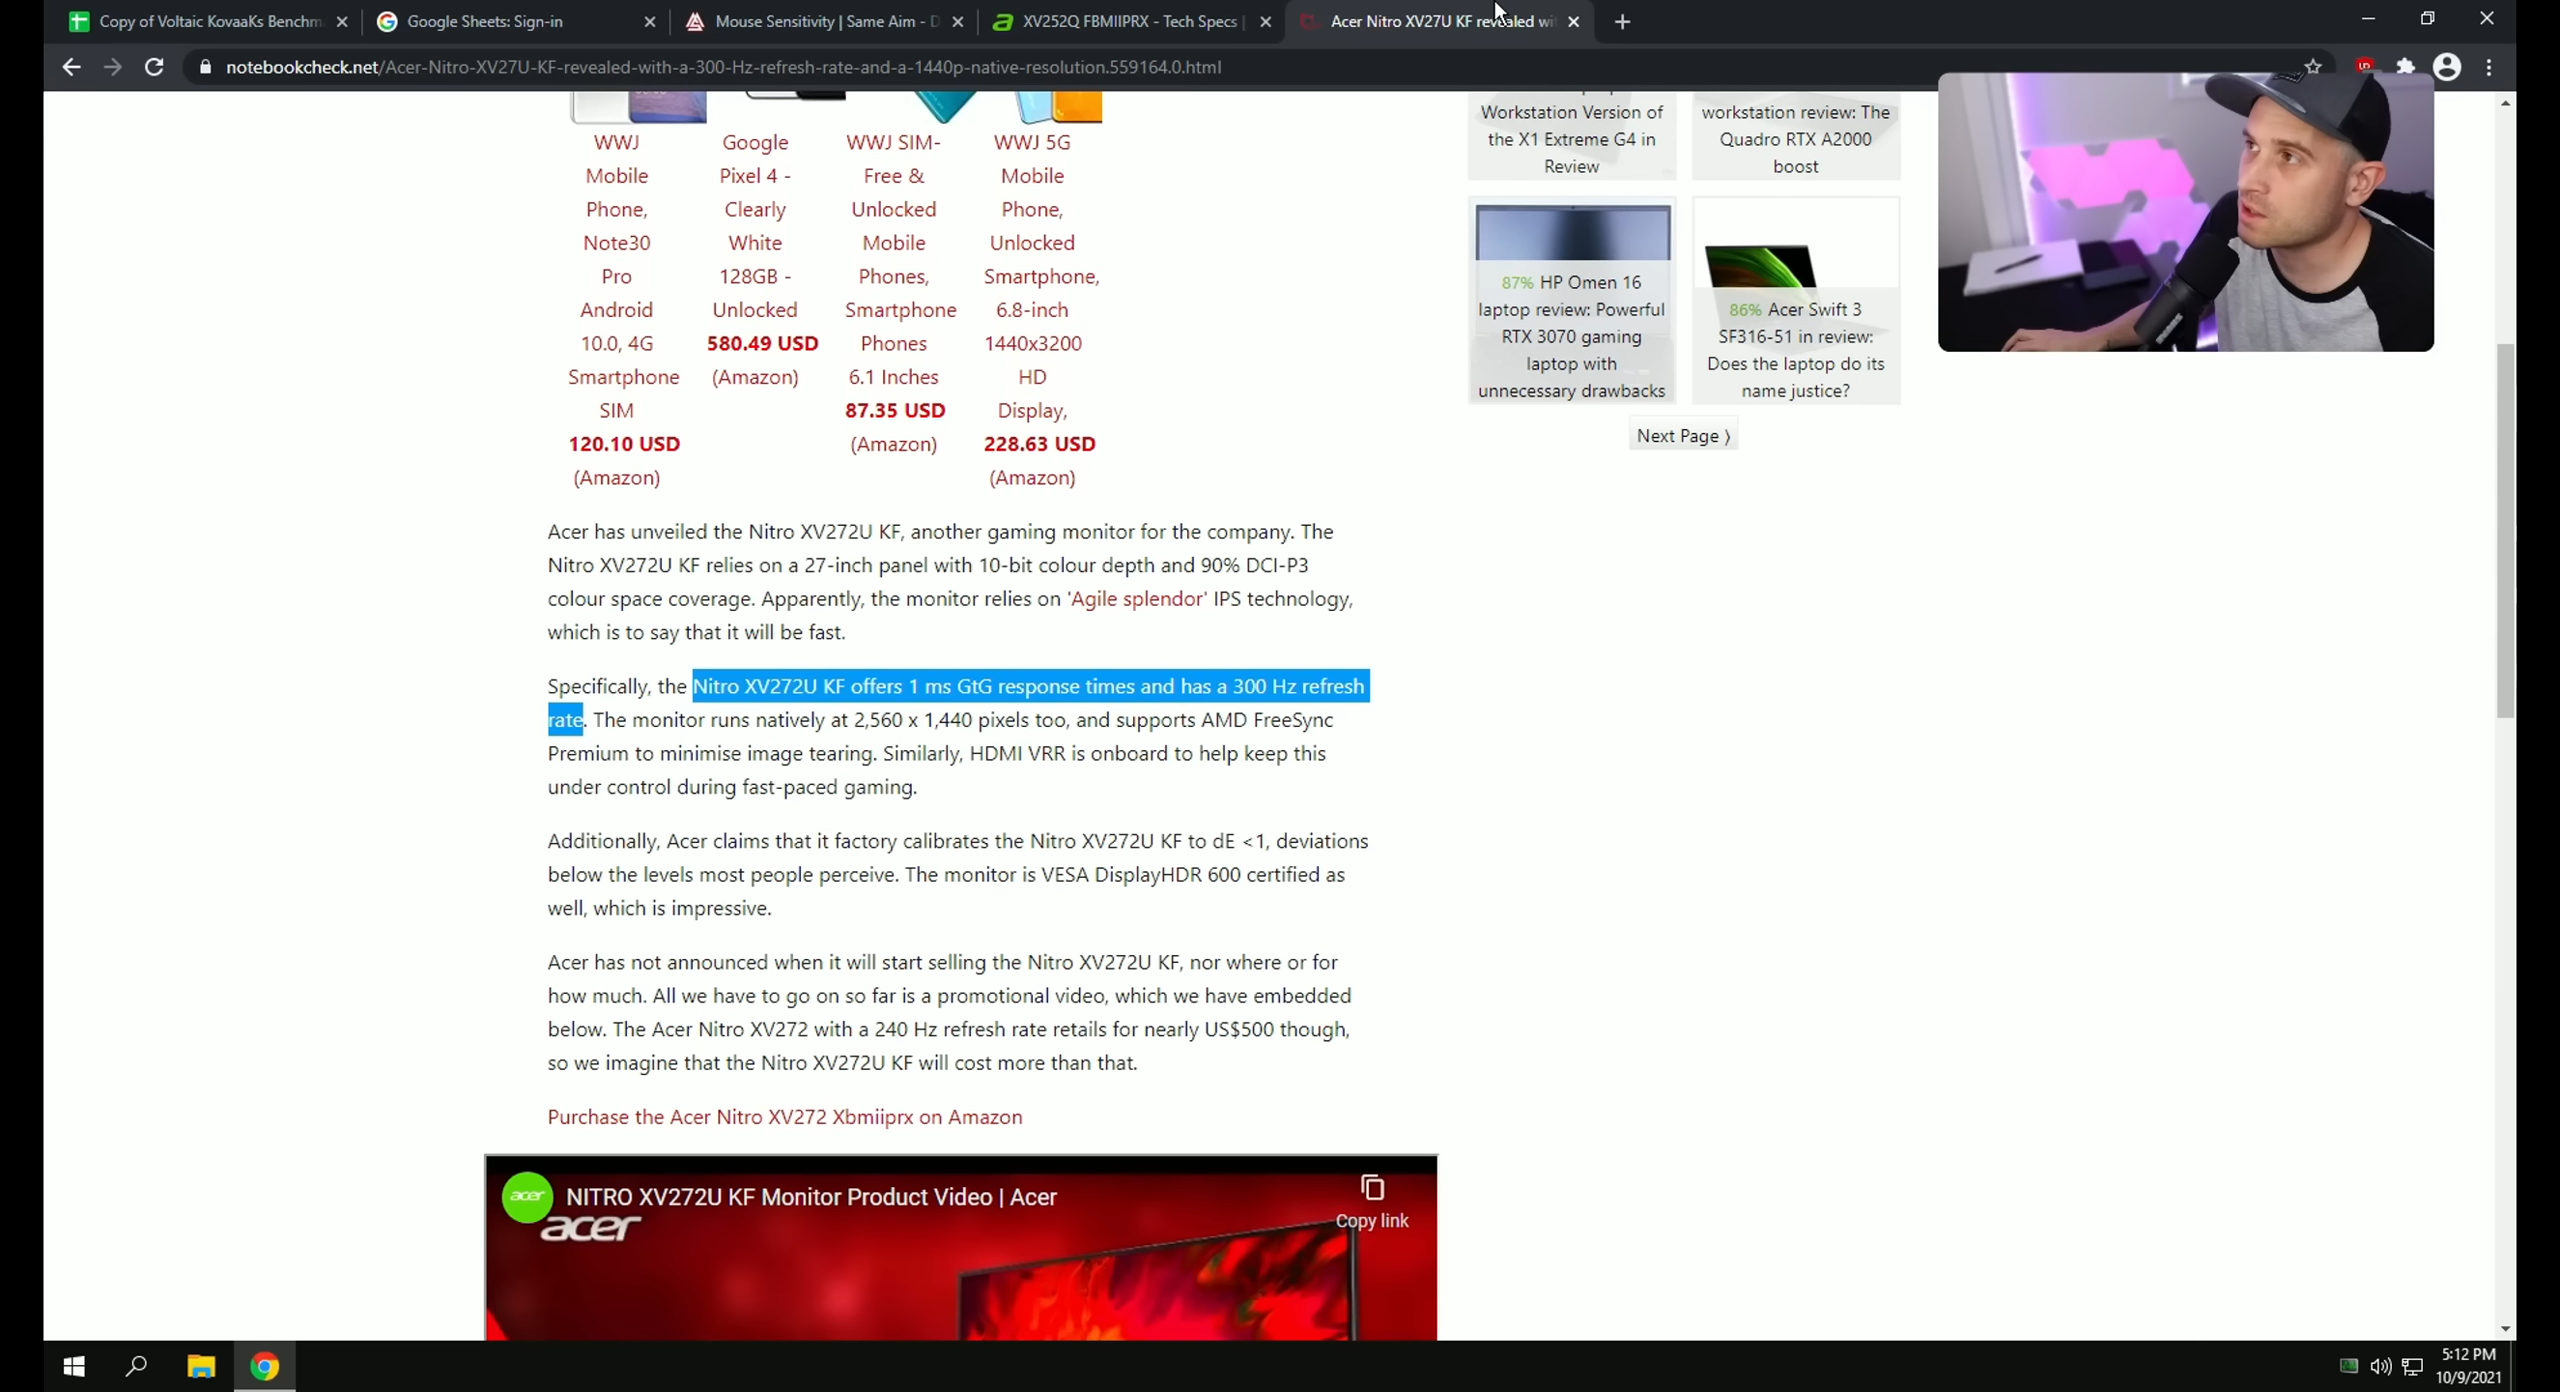 Copy of Voltaic KovaaKs Benchm
Google Sheets: Sign-in
Mouse Sensitivity | Same Aim - D
XV252Q FBMIIPRX - Tech Specs |
Acer Nitro XV27U KF revealed wi
notebookcheck.net/Acer-Nitro-XV27U-KF-revealed-with-a-300-Hz-refresh-rate-and-a-1440p-native-resolution.559164.0.html
WWJ
Mobile
Phone,
Note30
Pro
Android
10.0, 4G
Smartphone
SIM
120.10 USD
(Amazon)
Google
Pixel 4 -
Clearly
White
128GB -
Unlocked
580.49 USD
(Amazon)
WWJ SIM-
Free &
Unlocked
Mobile
Phones,
Smartphone
Phones
6.1 Inches
87.35 USD
(Amazon)
WWJ 5G
Mobile
Phone,
Unlocked
Smartphone,
6.8-inch
1440x3200
HD
Display,
228.63 USD
(Amazon)
Workstation Version of
the X1 Extreme G4 in
Review
workstation review: The
Quadro RTX A2000
boost
87% HP Omen 16
laptop review: Powerful
RTX 3070 gaming
laptop with
unnecessary drawbacks
86% Acer Swift 3
SF316-51 in review:
Does the laptop do its
name justice?
Next Page ⟩
Acer has unveiled the Nitro XV272U KF, another gaming monitor for the company. The
Nitro XV272U KF relies on a 27-inch panel with 10-bit colour depth and 90% DCI-P3
colour space coverage. Apparently, the monitor relies on 'Agile splendor' IPS technology,
which is to say that it will be fast.
Specifically, the Nitro XV272U KF offers 1 ms GtG response times and has a 300 Hz refresh
rate. The monitor runs natively at 2,560 x 1,440 pixels too, and supports AMD FreeSync
Premium to minimise image tearing. Similarly, HDMI VRR is onboard to help keep this
under control during fast-paced gaming.
Additionally, Acer claims that it factory calibrates the Nitro XV272U KF to dE <1, deviations
below the levels most people perceive. The monitor is VESA DisplayHDR 600 certified as
well, which is impressive.
Acer has not announced when it will start selling the Nitro XV272U KF, nor where or for
how much. All we have to go on so far is a promotional video, which we have embedded
below. The Acer Nitro XV272 with a 240 Hz refresh rate retails for nearly US$500 though,
so we imagine that the Nitro XV272U KF will cost more than that.
Purchase the Acer Nitro XV272 Xbmiiprx on Amazon
acer
NITRO XV272U KF Monitor Product Video | Acer
acer
Copy link
5:12 PM
10/9/2021